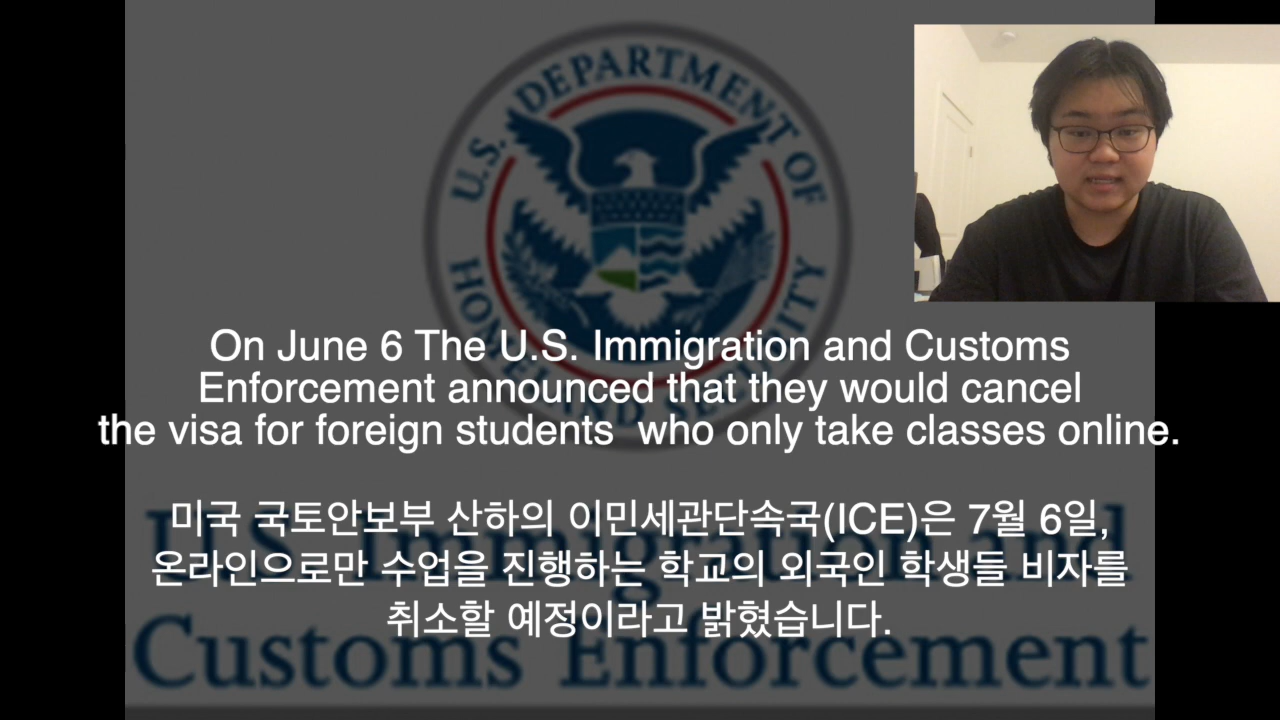 U.S. DEPARTMENT OF
HOMELAND SECURITY
On June 6 The U.S. Immigration and Customs
Enforcement announced that they would cancel
the visa for foreign students  who only take classes online.
미국 국토안보부 산하의 이민세관단속국(ICE)은 7월 6일,
온라인으로만 수업을 진행하는 학교의 외국인 학생들 비자를
취소할 예정이라고 밝혔습니다.
U.S. Immigration and
Customs Enforcement